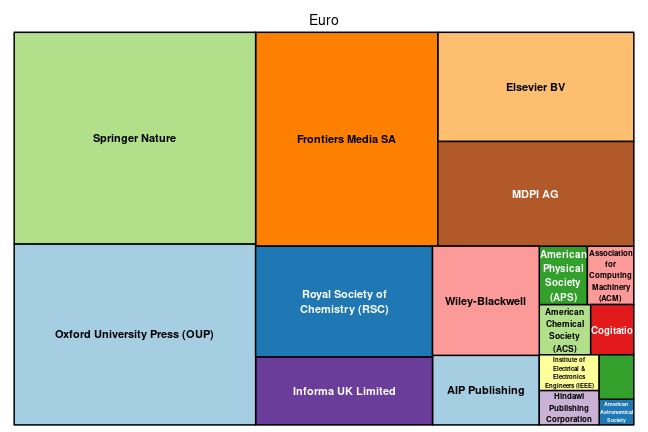 Euro
Springer Nature
Frontiers Media SA
Elsevier BV
MDPI AG
Oxford University Press (OUP)
Royal Society of
Chemistry (RSC)
Informa UK Limited
Wiley-Blackwell
AIP Publishing
American
Physical
Society
(APS)
Association
for
Computing
Machinery
(ACM)
American
Chemical
Society
(ACS)
Cogitatio
Institute of
Electrical &
Electronics
Engineers (IEEE)
Hindawi
Publishing
Corporation
American
Astronomical
Society